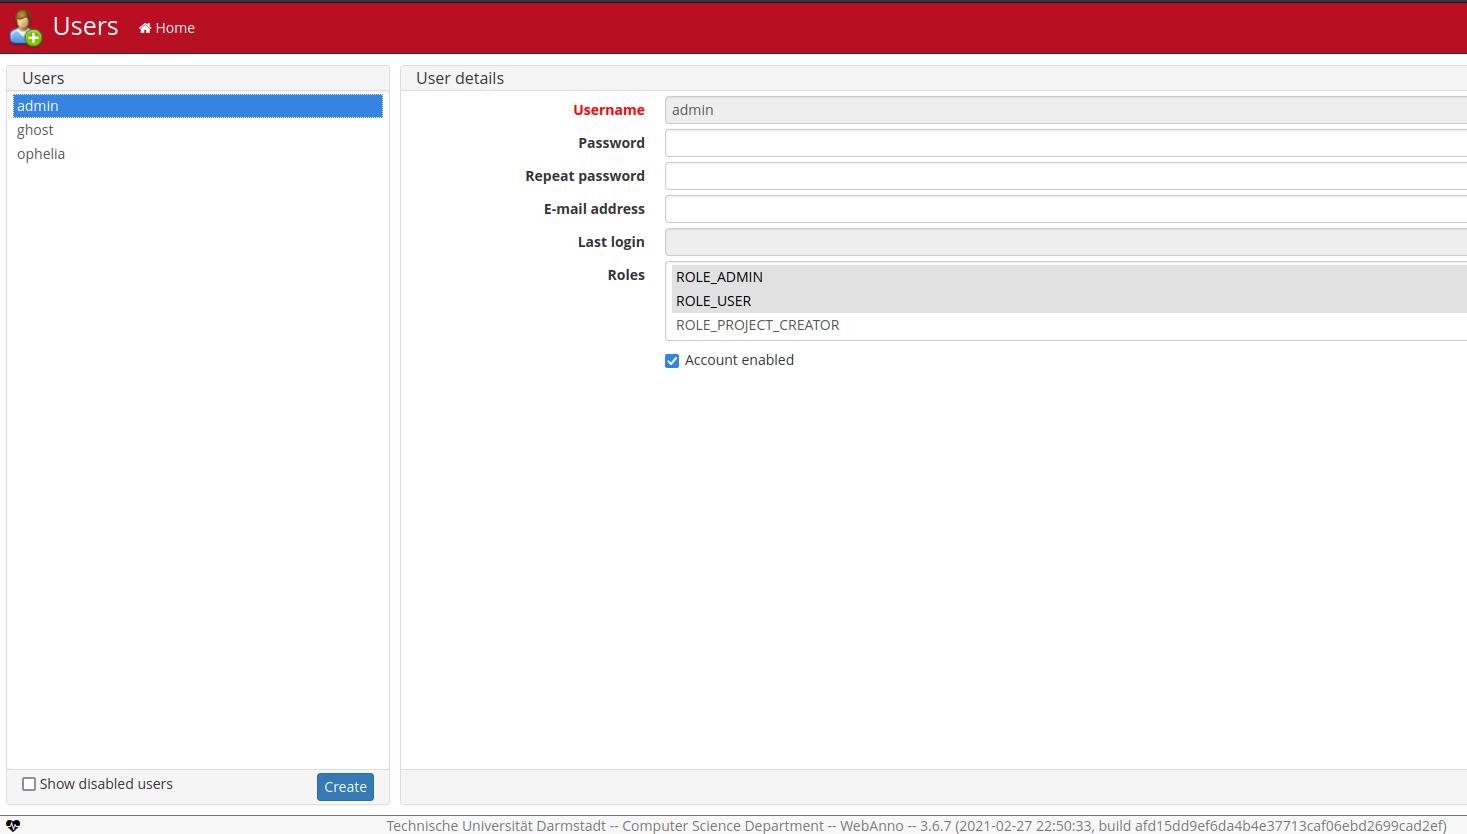 Users Home
Users
admin
ghost
ophelia
Show disabled users Create
User details
Username admin
Password
Repeat password
E-mail address
Last login
Roles
ROLE_ADMIN
ROLE_USER
ROLE_PROJECT_CREATOR
Account enabled
Technische Universität Darmstadt -- Computer Science Department -- WebAnno -- 3.6.7 (2021-02-27 22:50:33, build afd15dd9ef6da4b4e37713caf06ebd2699cad2ef)